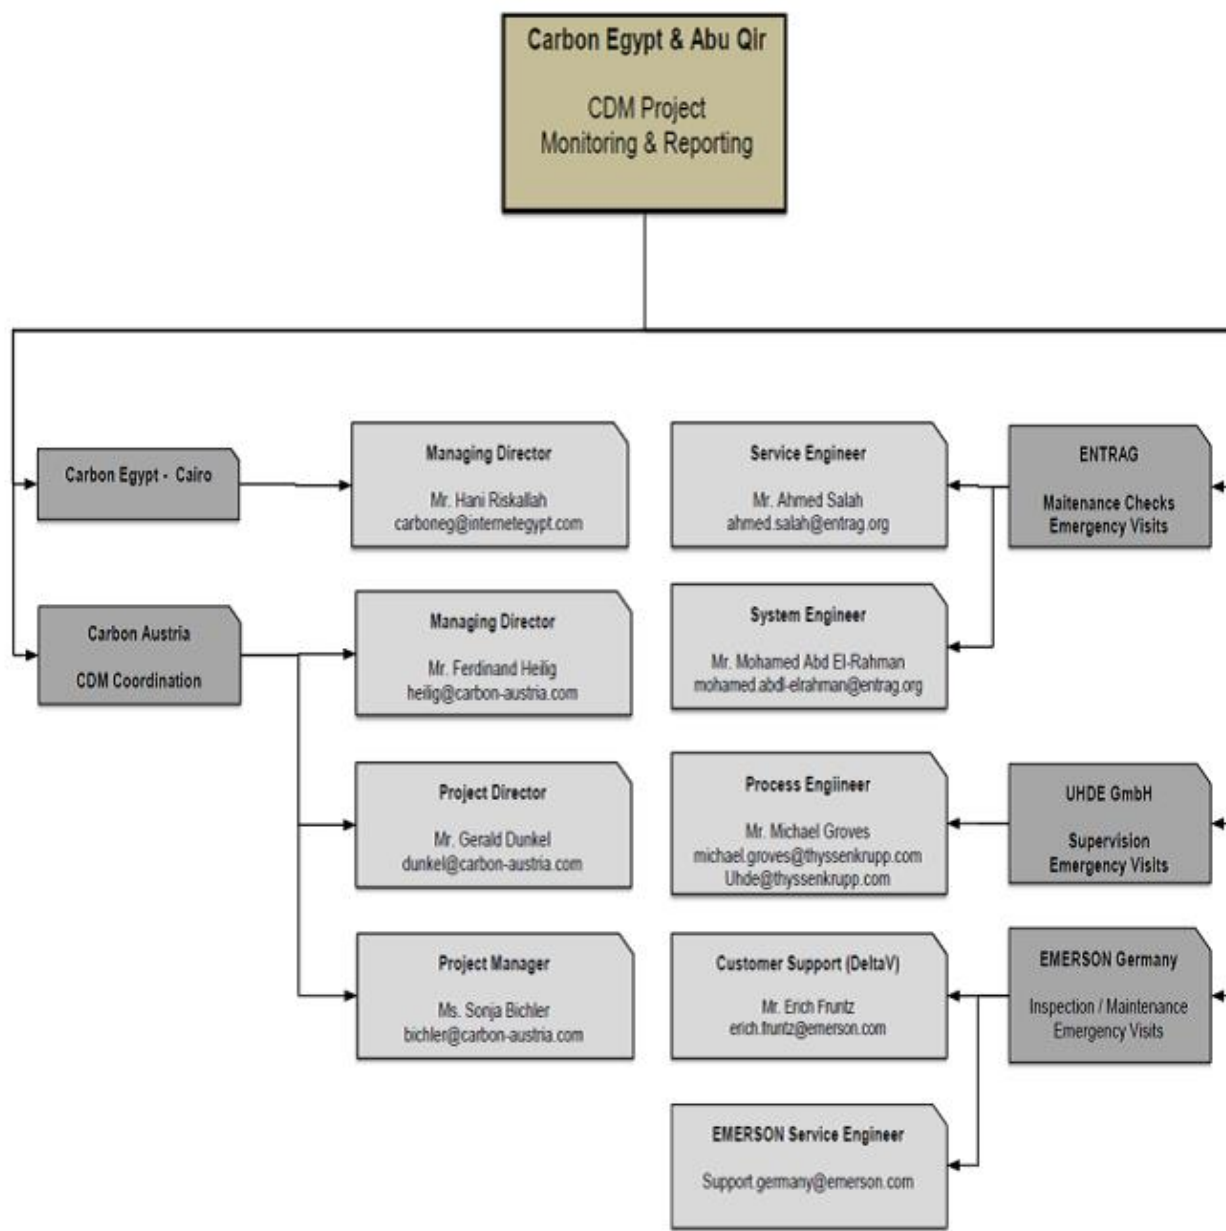 Carbon Egypt & Abu Qir
CDM Project
Monitoring & Reporting
Carbon Egypt - Cairo
Managing Director
Mr. Hani Riskallah
carboneg@internetegypt.com
Service Engineer
Mr. Ahmed Salah
ahmed.salah@entrag.org
ENTRAG
Maitenance Checks
Emergency Visits
Carbon Austria
CDM Coordination
Managing Director
Mr. Ferdinand Heilig
heilig@carbon-austria.com
System Engineer
Mr. Mohamed Abd El-Rahman
mohamed.abdl-elrahman@entrag.org
Project Director
Mr. Gerald Dunkel
dunkel@carbon-austria.com
Process Engiineer
Mr. Michael Groves
michael.groves@thyssenkrupp.com
Uhde@thyssenkrupp.com
UHDE GmbH
Supervision
Emergency Visits
Project Manager
Ms. Sonja Bichler
bichler@carbon-austria.com
Customer Support (DeltaV)
Mr. Erich Fruntz
erich.fruntz@emerson.com
EMERSON Germany
Inspection / Maintenance
Emergency Visits
EMERSON Service Engineer
Support.germany@emerson.com